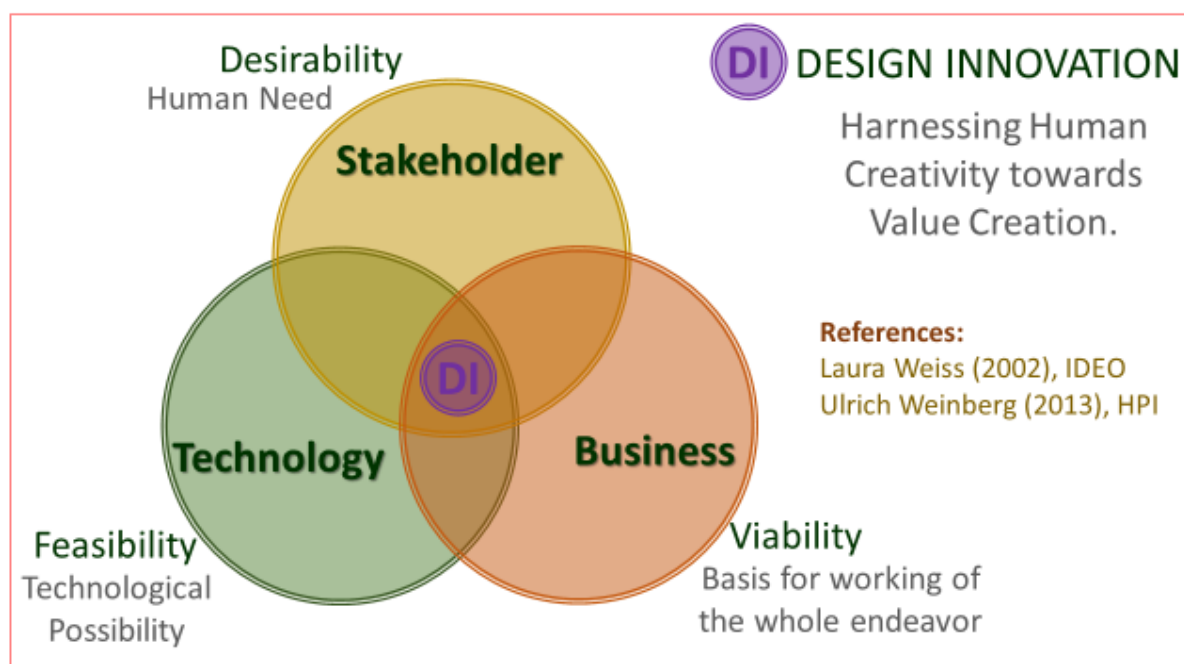 Desirability
Human Need
Stakeholder
DI DESIGN INNOVATION
Harnessing Human
Creativity towards
Value Creation.
References:
Laura Weiss (2002), IDEO
Ulrich Weinberg (2013), HPI
DI
Technology
Business
Feasibility
Technological
Possibility
Viability
Basis for working of
the whole endeavor